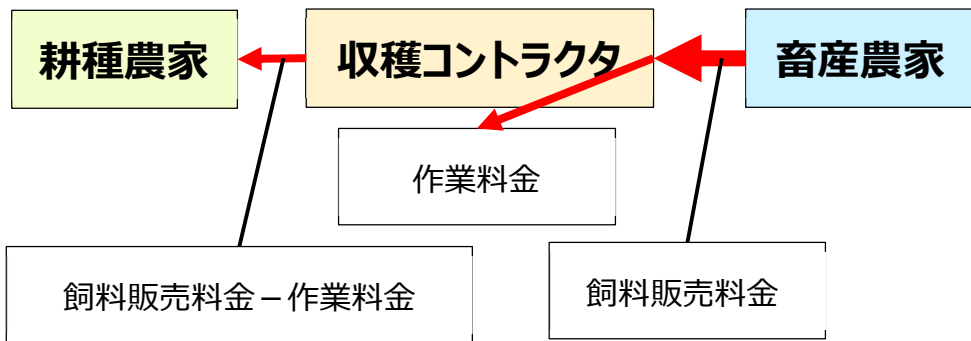 耕種農家
収穫コントラクタ
畜産農家
作業料金
飼料販売料金－作業料金
飼料販売料金